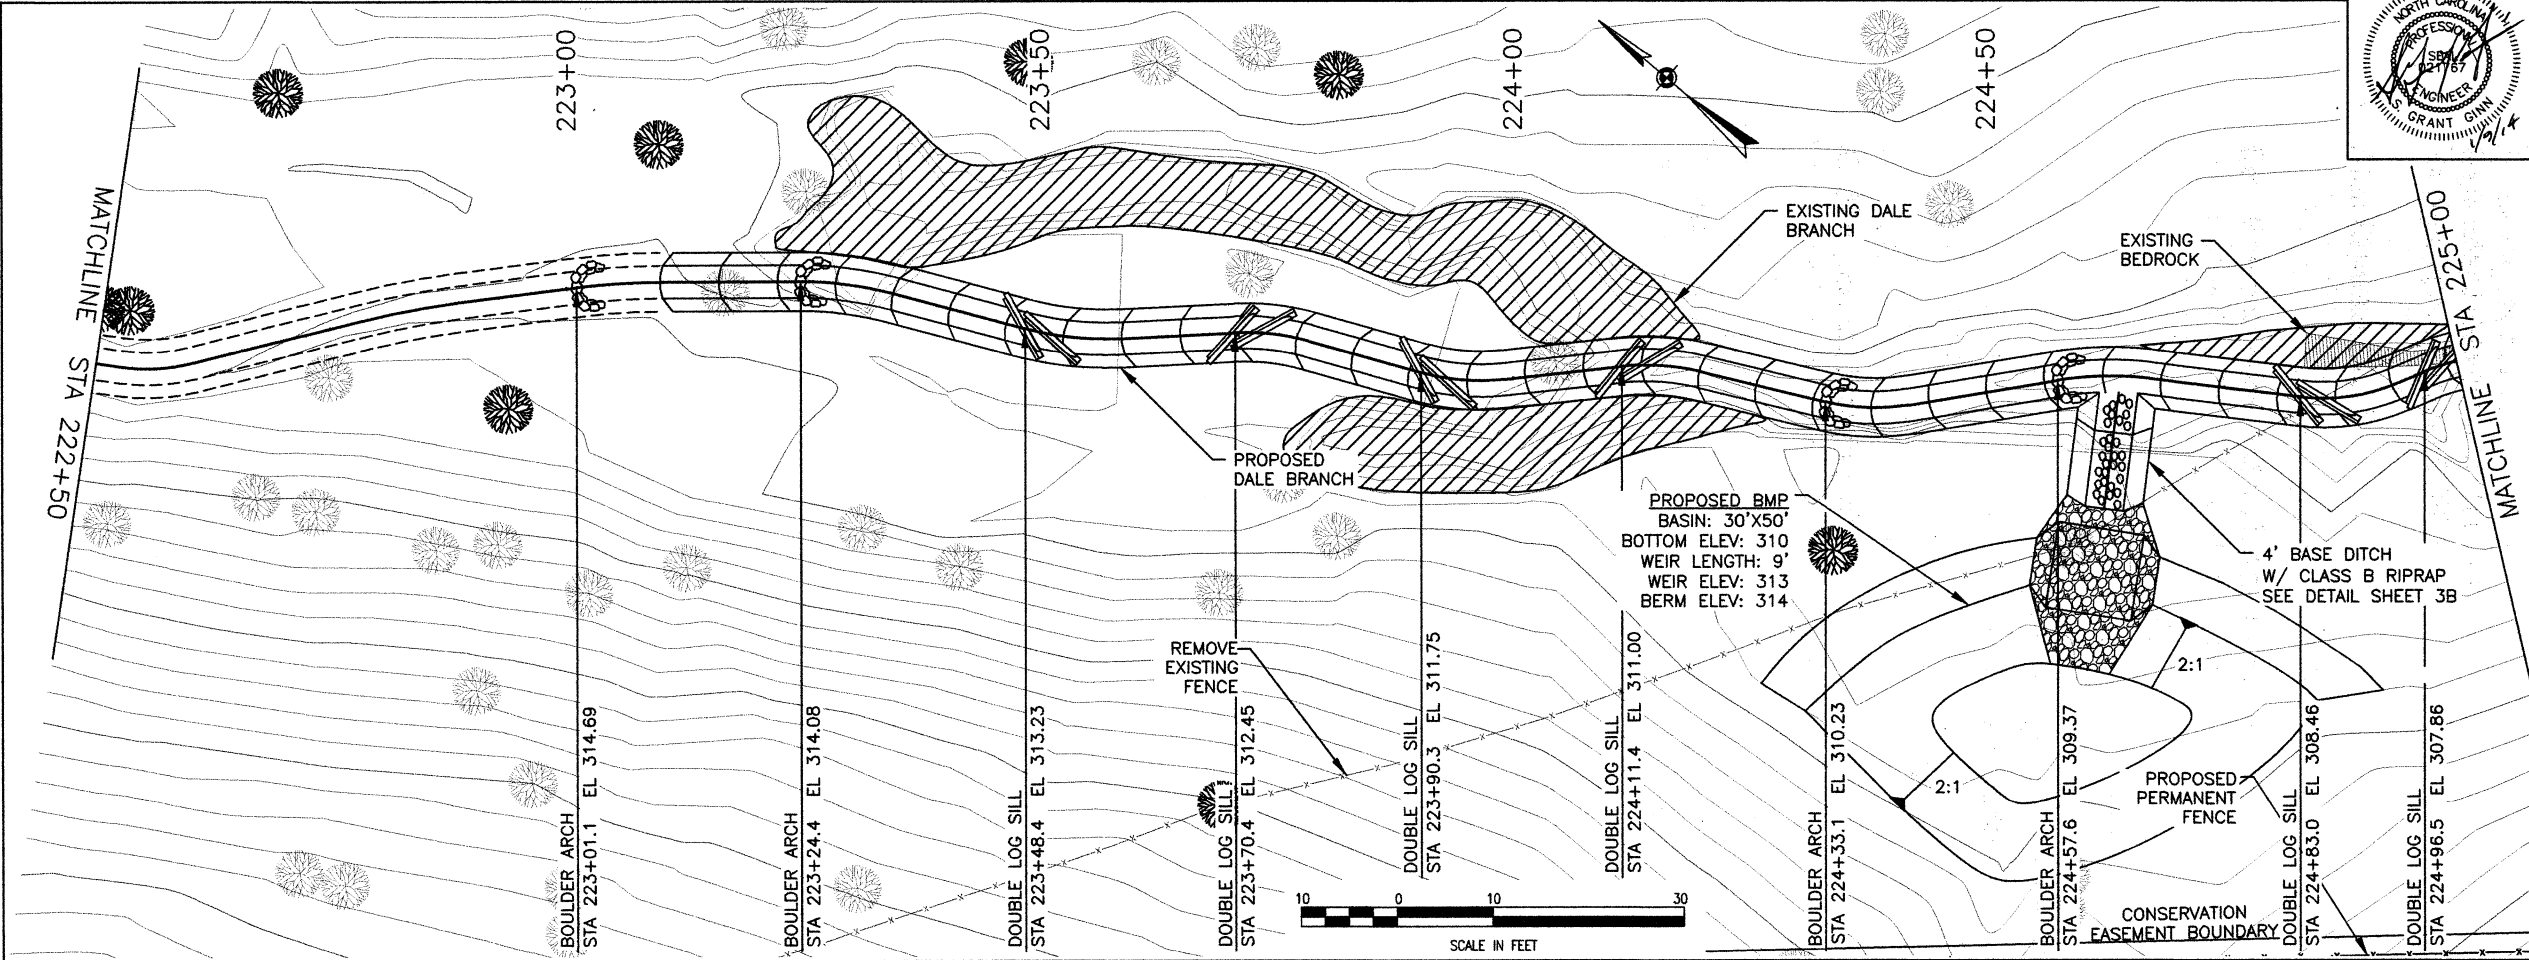 223+00
223+50
224+00
224+50
NORTH CAROLINA
PROFESSIONAL
SEAL
021767
ENGINEER
S. GRANT GINN
1/9/14
MATCHLINE STA 222+50
MATCHLINE STA 225+00
EXISTING DALE
BRANCH
EXISTING
BEDROCK
PROPOSED
DALE BRANCH
PROPOSED BMP
BASIN: 30'X50'
BOTTOM ELEV: 310
WEIR LENGTH: 9'
WEIR ELEV: 313
BERM ELEV: 314
4' BASE DITCH
W/ CLASS B RIPRAP
SEE DETAIL SHEET 3B
REMOVE
EXISTING
FENCE
2:1
2:1
PROPOSED
PERMANENT
FENCE
BOULDER ARCH
STA 223+01.1 EL 314.69
BOULDER ARCH
STA 223+24.4 EL 314.08
DOUBLE LOG SILL
STA 223+48.4 EL 313.23
DOUBLE LOG SILL
STA 223+70.4 EL 312.45
DOUBLE LOG SILL
STA 223+90.3 EL 311.75
DOUBLE LOG SILL
STA 224+11.4 EL 311.00
BOULDER ARCH
STA 224+33.1 EL 310.23
BOULDER ARCH
STA 224+57.6 EL 309.37
DOUBLE LOG SILL
STA 224+83.0 EL 308.46
DOUBLE LOG SILL
STA 224+96.5 EL 307.86
10 0 10 30
SCALE IN FEET
CONSERVATION
EASEMENT BOUNDARY